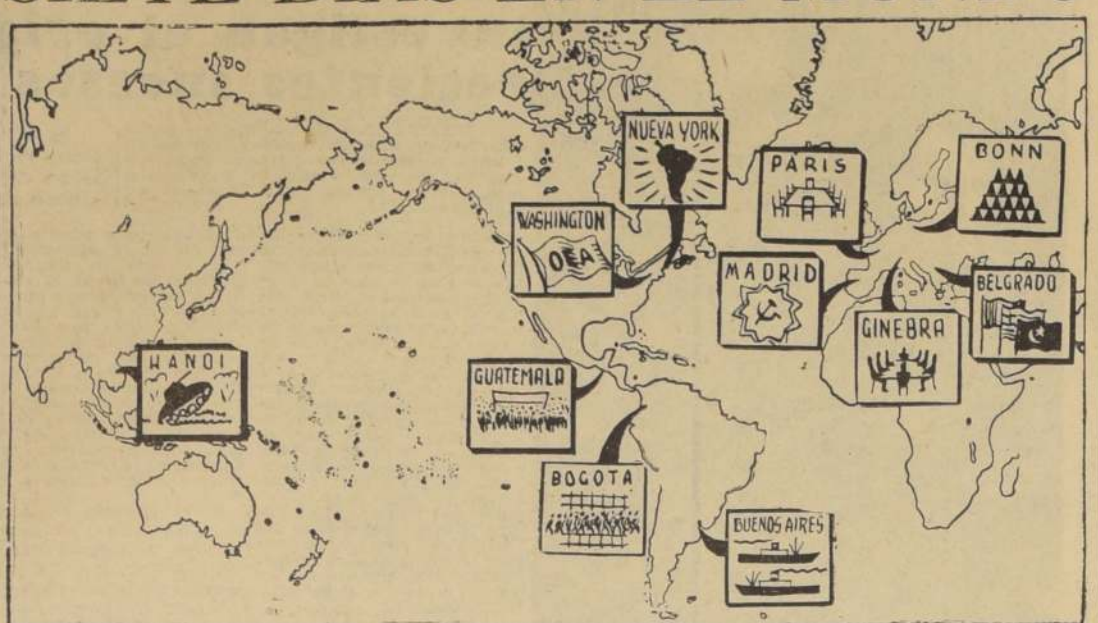 NUEVA YORK
PARIS
BONN
WASHINGTON
OEA
MADRID
BELGRADO
GINEBRA
HANOI
GUATEMALA
BOGOTA
BUENOS AIRES